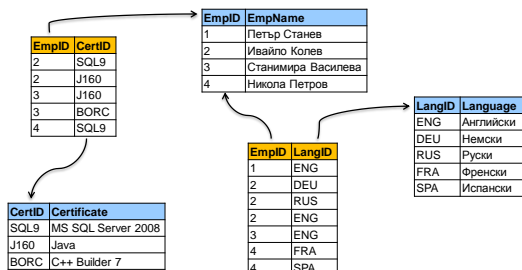 EmpID EmpName
1 Петър Станев
2 Ивайло Колев
3 Станимира Василева
4 Никола Петров
EmpID CertID
2 SQL9
2 J160
3 J160
3 BORC
4 SQL9
LangID Language
ENG Английски
DEU Немски
RUS Руски
FRA Френски
SPA Испански
EmpID LangID
1 ENG
2 DEU
2 RUS
2 ENG
3 ENG
4 FRA
4 SPA
CertID Certificate
SQL9 MS SQL Server 2008
J160 Java
BORC C++ Builder 7